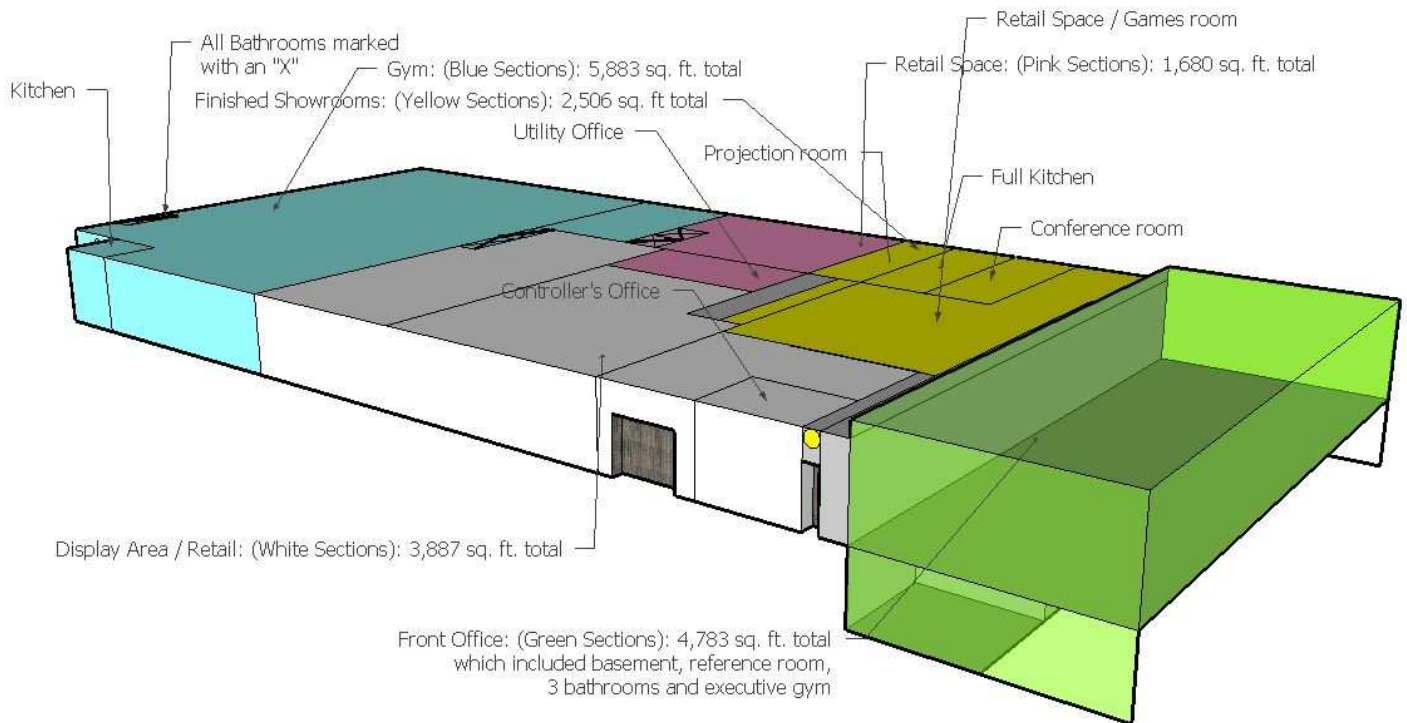 Retail Space / Games room
All Bathrooms marked
with an "X"
Gym: (Blue Sections): 5,883 sq. ft. total
Retail Space: (Pink Sections): 1,680 sq. ft. total
Kitchen
Finished Showrooms: (Yellow Sections): 2,506 sq. ft total
Utility Office
Projection room
Full Kitchen
Conference room
Controller's Office
Display Area / Retail: (White Sections): 3,887 sq. ft. total
Front Office: (Green Sections): 4,783 sq. ft. total
which included basement, reference room,
3 bathrooms and executive gym